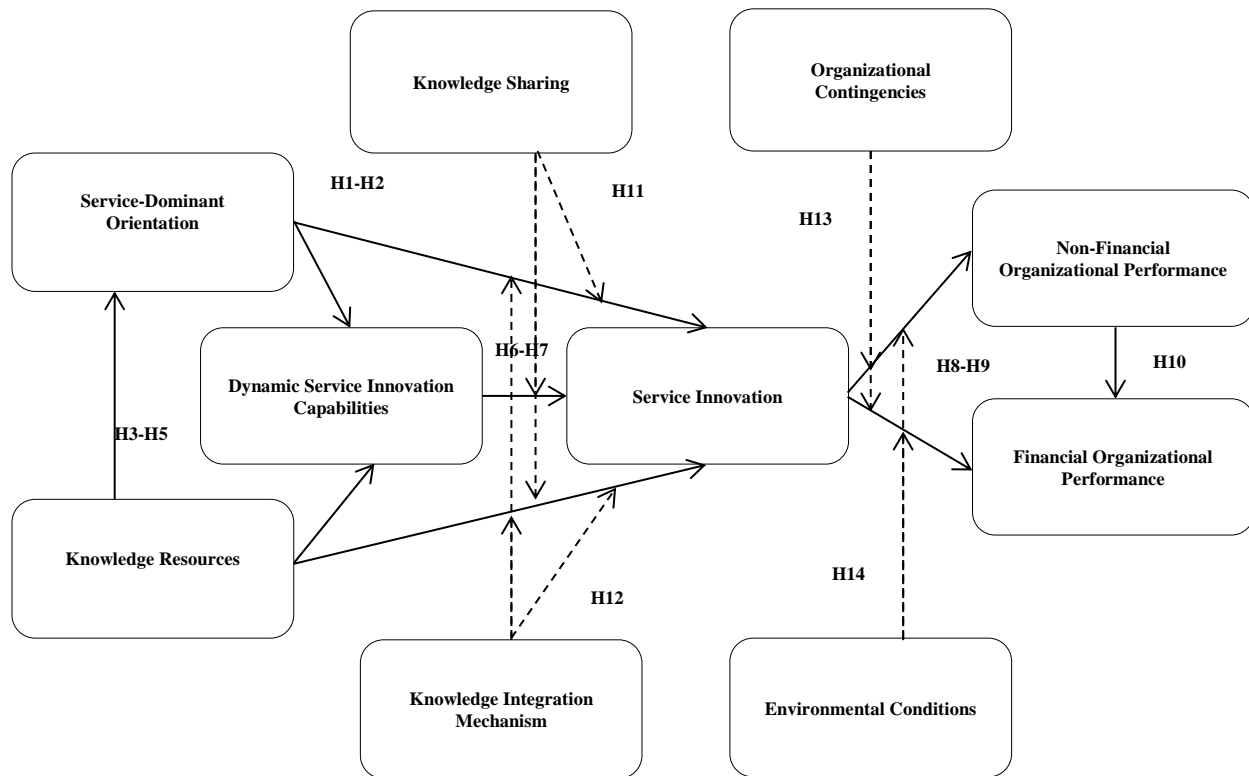 Knowledge Sharing
Organizational
Contingencies
Service-Dominant
Orientation
H1-H2
H11
H13
Non-Financial
Organizational Performance
H6-H7
H8-H9
H10
Dynamic Service Innovation
Capabilities
Service Innovation
H3-H5
Financial Organizational
Performance
Knowledge Resources
H12
H14
Knowledge Integration
Mechanism
Environmental Conditions